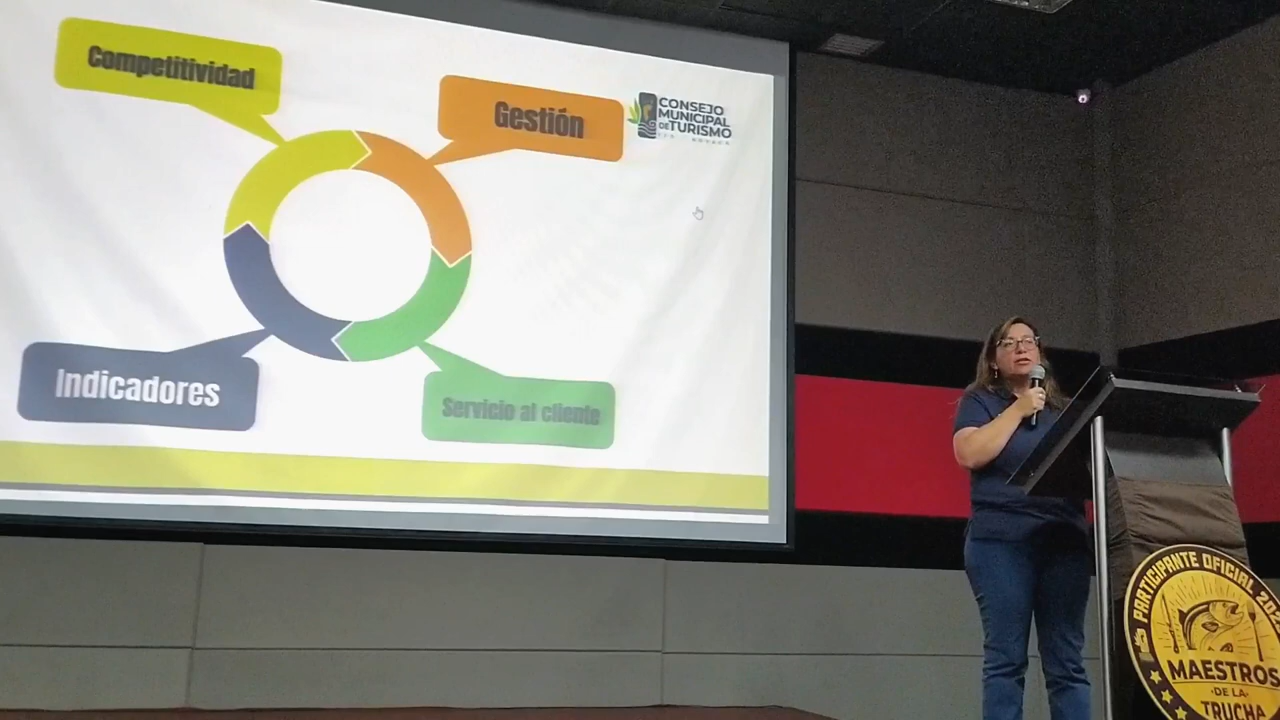 Competitividad
Gestión
CONSEJO
MUNICIPAL
DE TURISMO
Indicadores
Servicio al cliente
PARTICIPANTE OFICIAL
MAESTROS
·DE LA·
TRUCHA